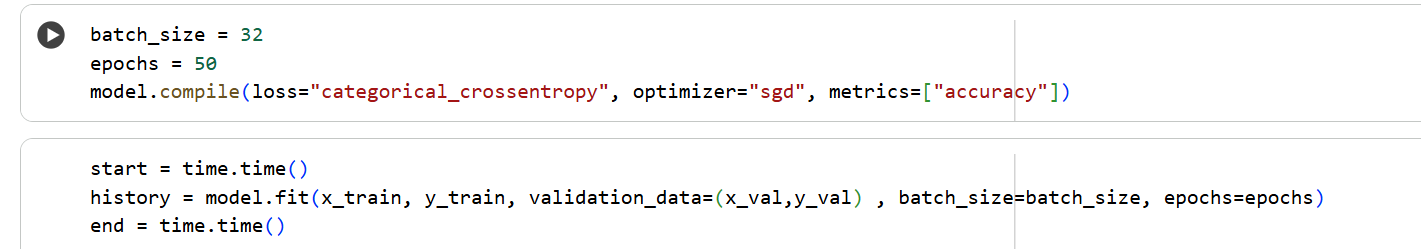 batch_size = 32
epochs = 50
model.compile(loss="categorical_crossentropy", optimizer="sgd", metrics=["accuracy"])
start = time.time()
history = model.fit(x_train, y_train, validation_data=(x_val,y_val) , batch_size=batch_size, epochs=epochs)
end = time.time()